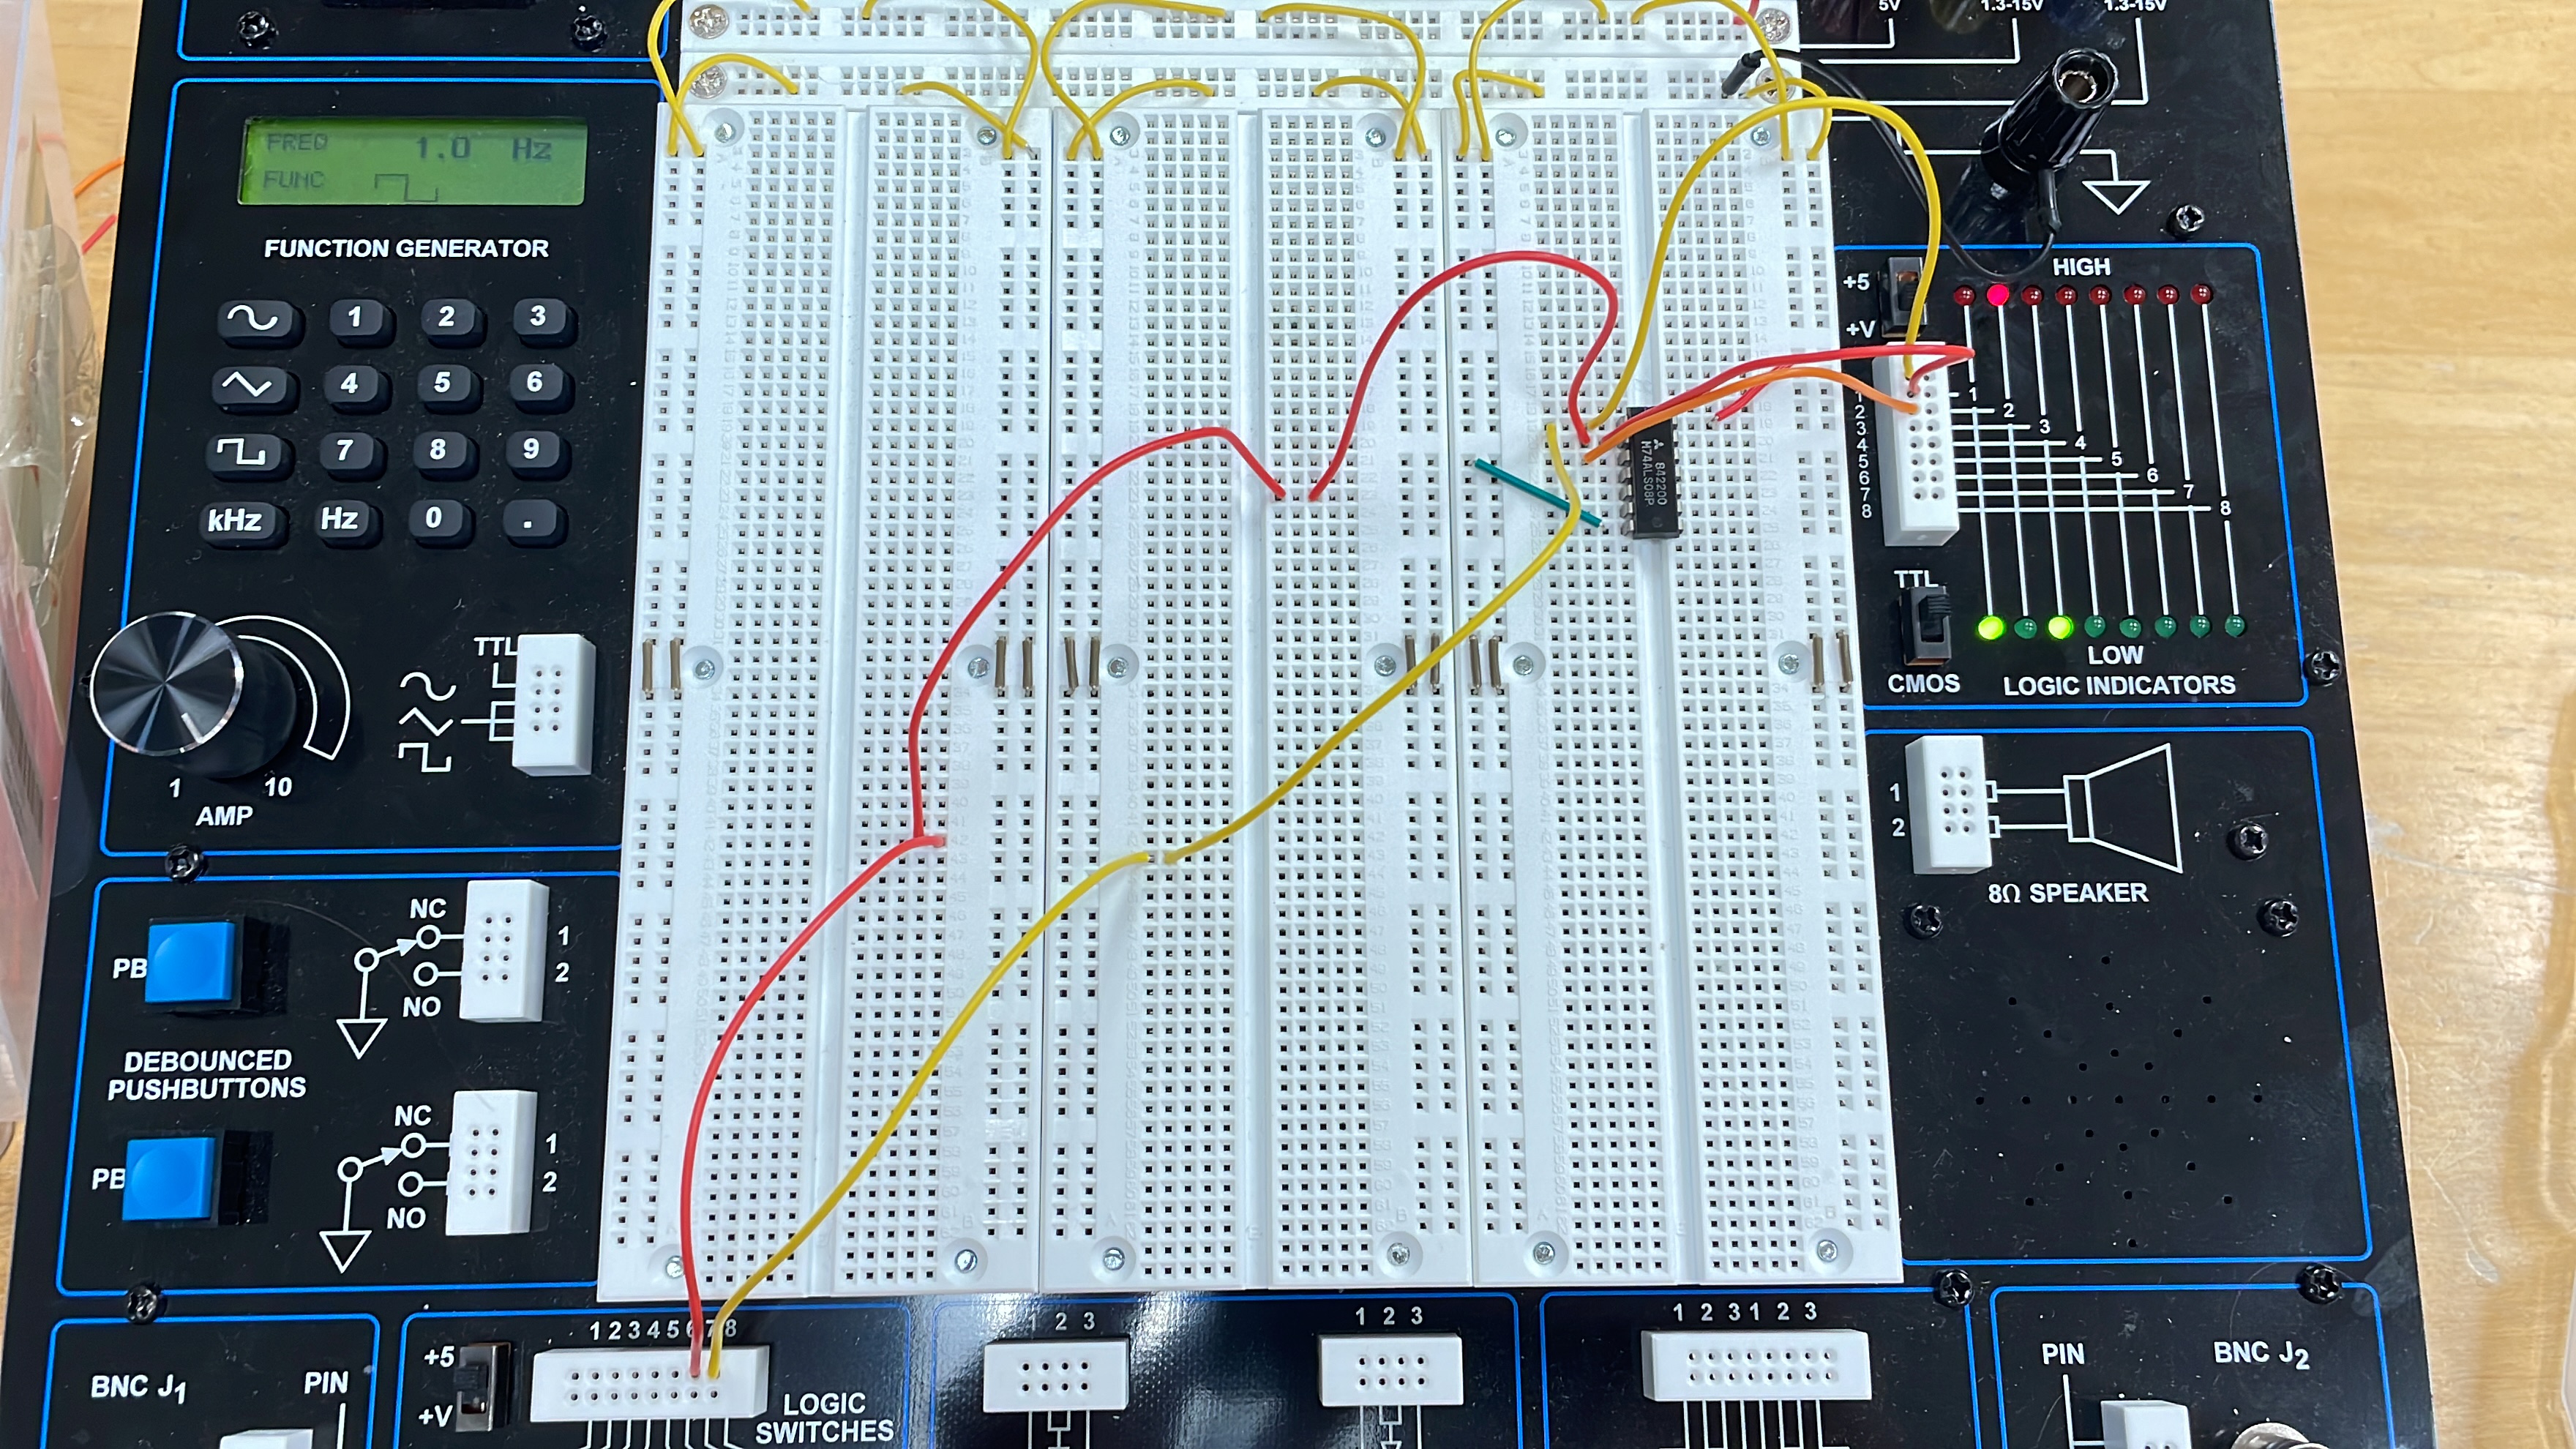 5V 1.3-15V 1.3-15V
FREQ 1.0 Hz
FUNC
FUNCTION GENERATOR
1 2 3
4 5 6
7 8 9
kHz Hz 0 .
TTL
1 10
AMP
HIGH
+5
+V
1
2
3
4
5
6
7
8
1
2
3
4
5
6
7
8
TTL
CMOS
LOW
LOGIC INDICATORS
842200
M74ALS08P
1
2
8Ω SPEAKER
NC
PB
1
2
NO
DEBOUNCED
PUSHBUTTONS
NC
PB
1
2
NO
BNC J1
PIN
+5
+V
1 2 3 4 5 6 7 8
LOGIC
SWITCHES
1 2 3
1 2 3
1 2 3 1 2 3
PIN
BNC J2